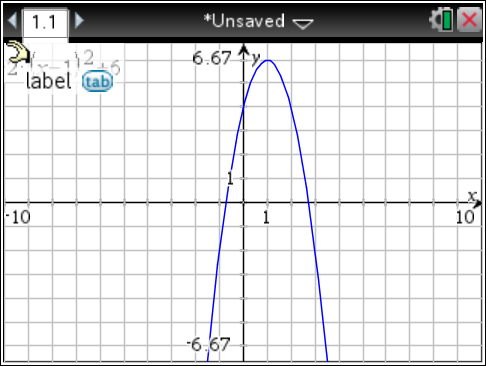 1.1 *Unsaved
6.67 y
label tab
1
x
-10 1 10
-6.67